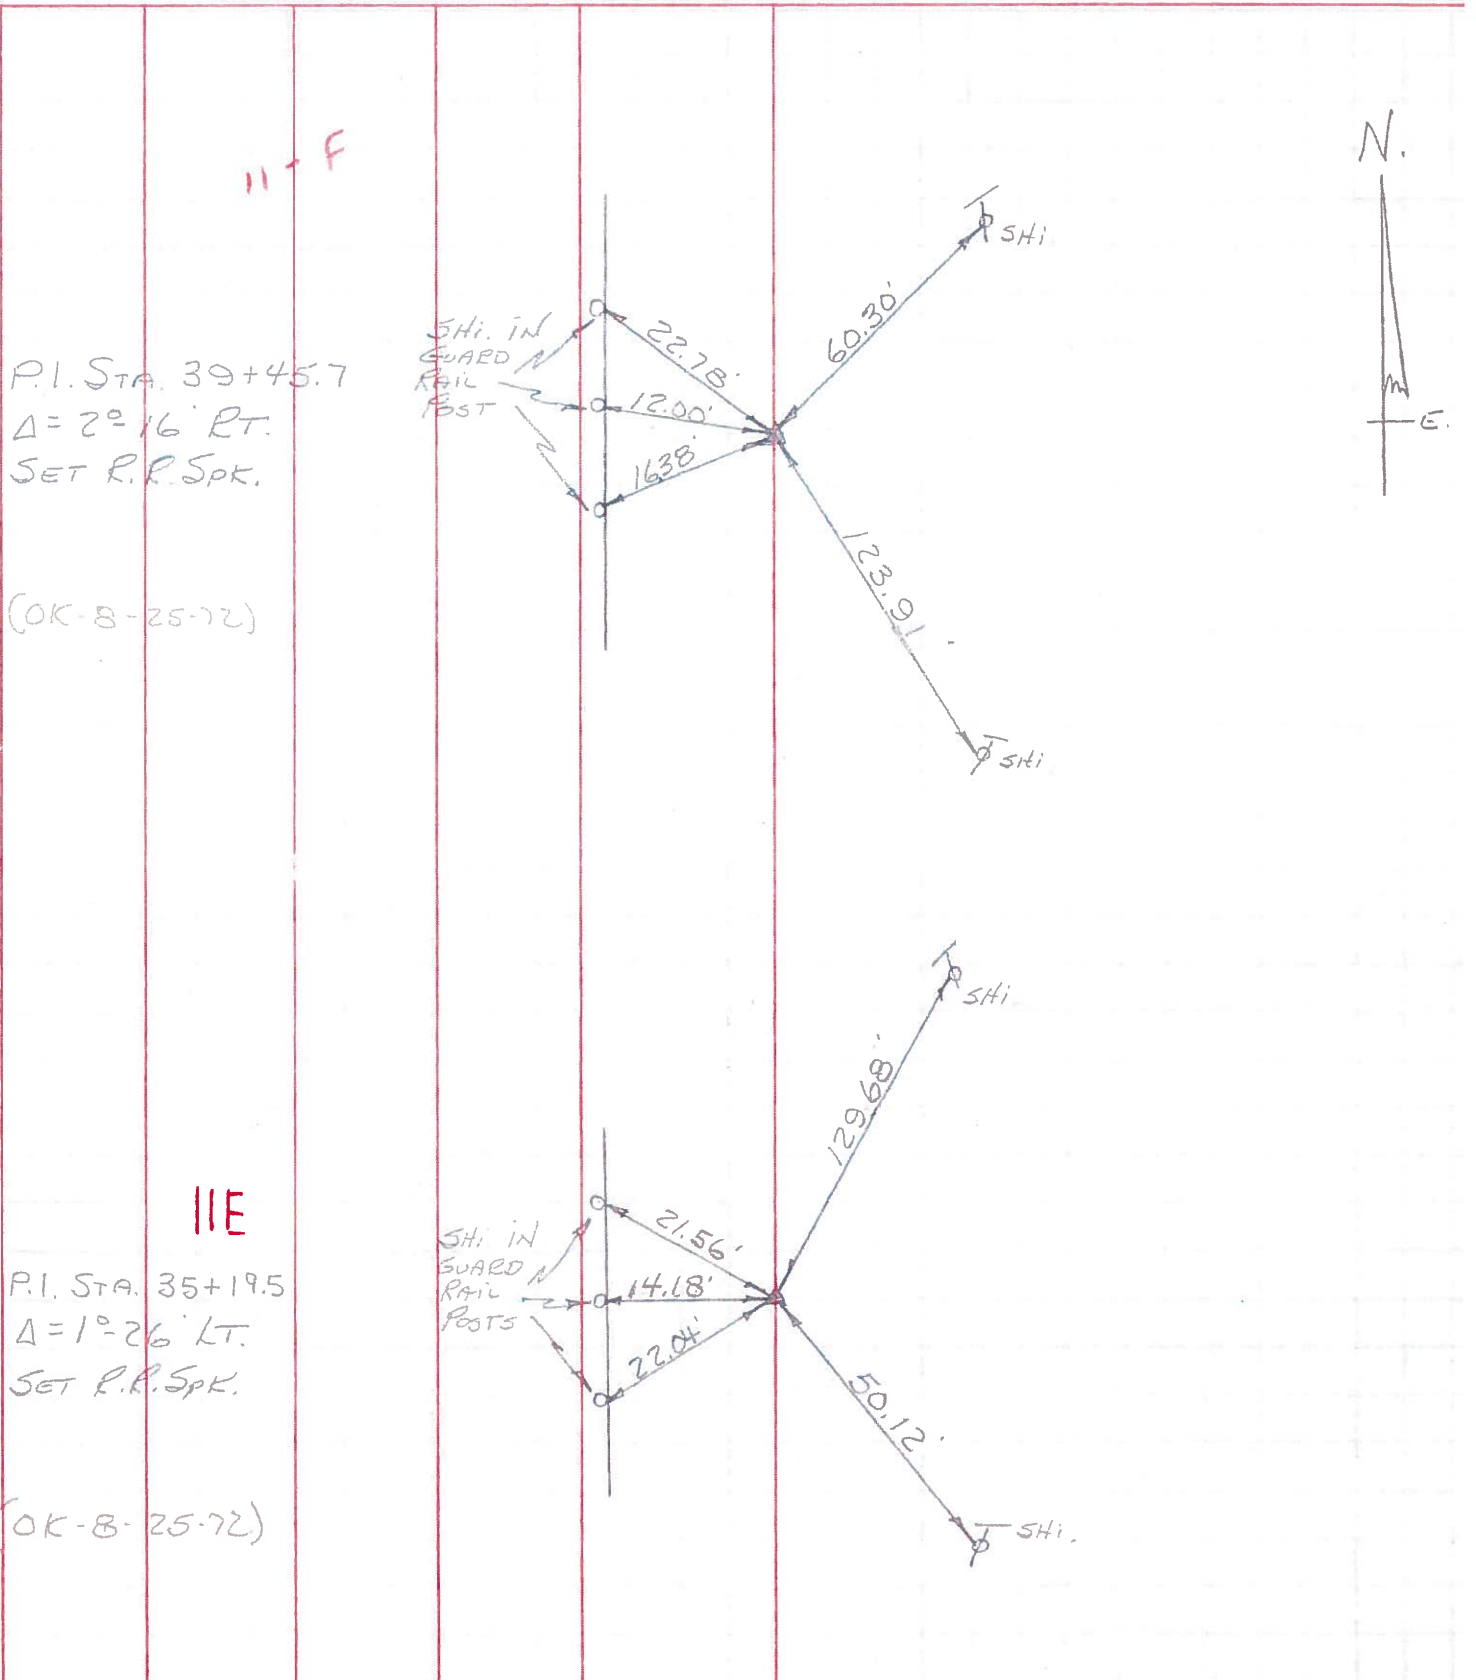 11-F
N.
E.
SHi
SHi. iN
GUARD
RAiL
POST
22.78'
60.30'
12.00'
16.38'
P.I. STA. 39+45.7
Δ = 2°-16' RT.
SET R.R. SPK.
123.91'
(OK-8-25-72)
SHi
SHi.
129.68'
11E
SHi iN
GUARD
RAiL
POSTS
21.56'
14.18'
22.04'
P.I. STA. 35+19.5
Δ = 1°-26' LT.
SET R.R. SPK.
50.12'
(OK-8-25-72)
SHi.